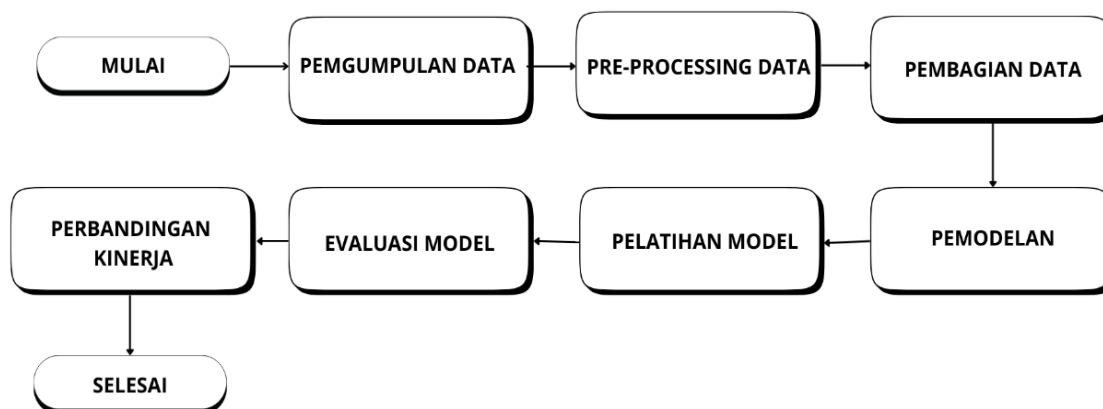 MULAI
PEMGUMPULAN DATA
PRE-PROCESSING DATA
PEMBAGIAN DATA
PEMODELAN
PELATIHAN MODEL
EVALUASI MODEL
PERBANDINGAN
KINERJA
SELESAI